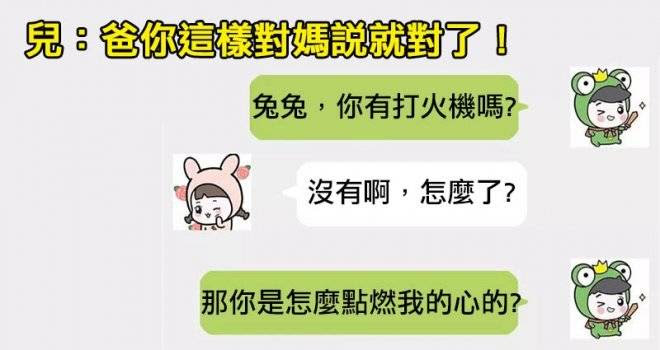 兒：爸你這樣對媽説就對了！
兔兔，你有打火機嗎?
沒有啊，怎麼了?
那你是怎麼點燃我的心的?